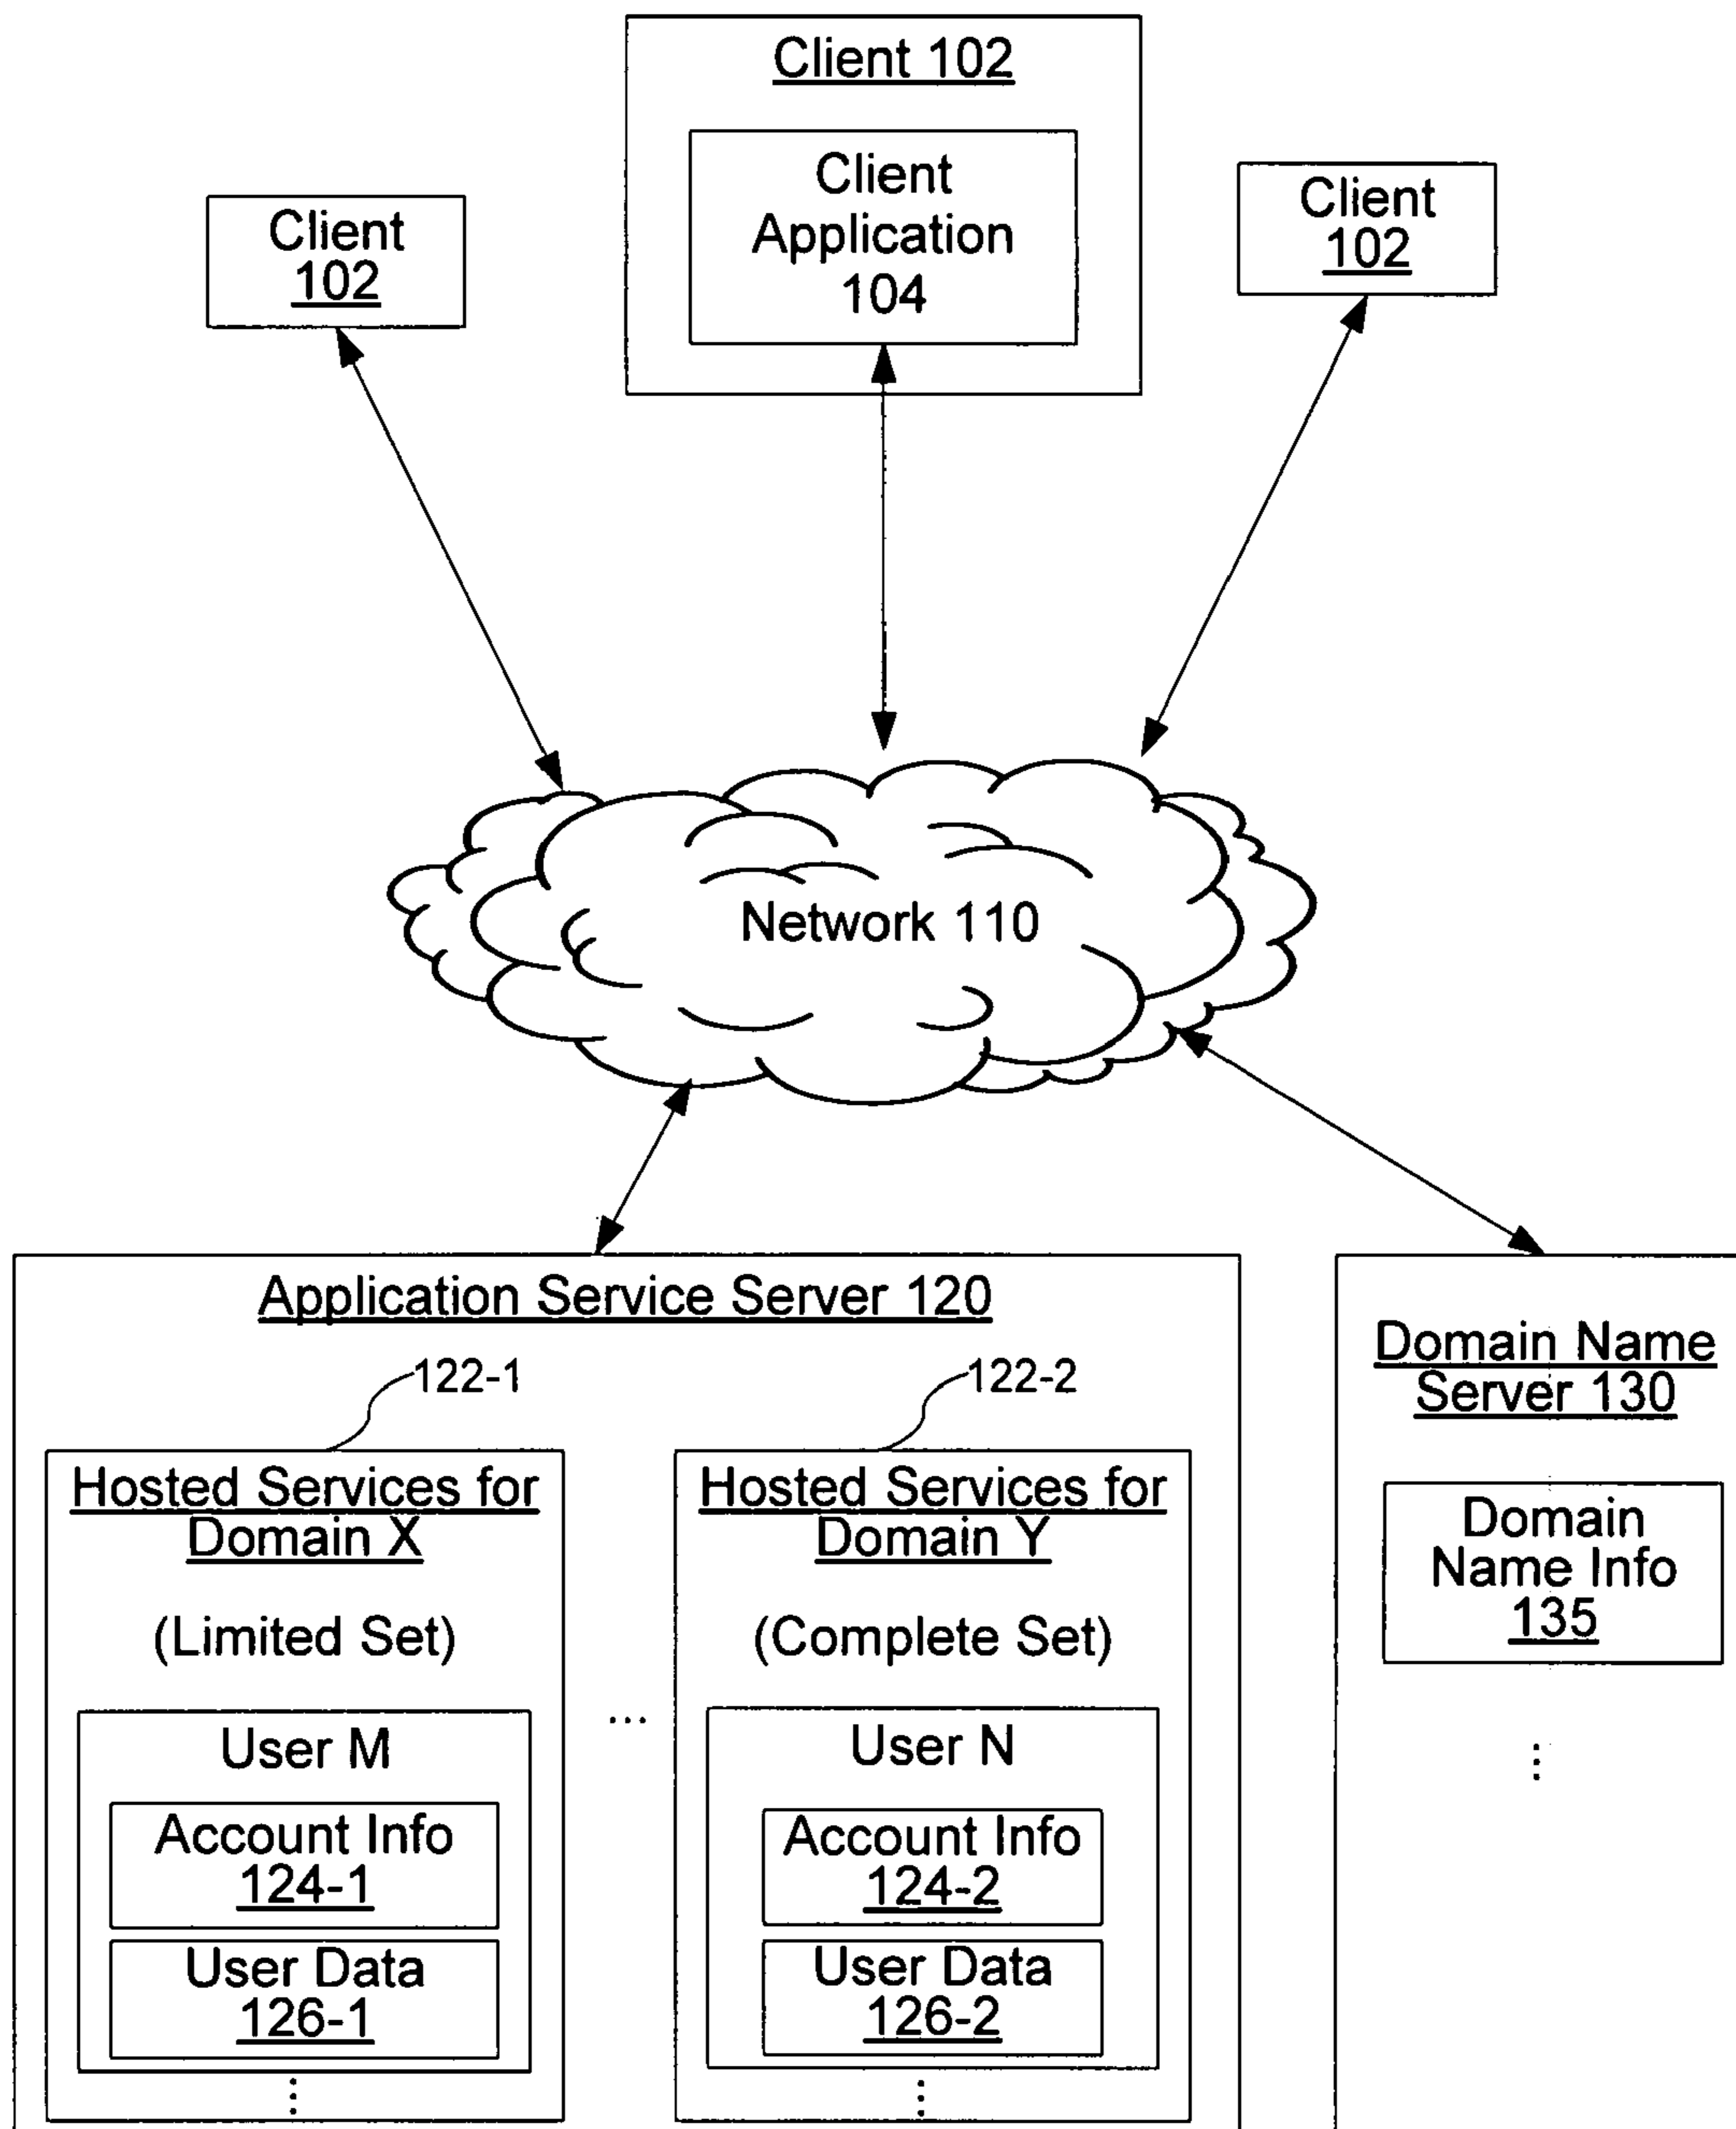 Client 102
Client
Application
104
Client
102
Client
102
Network 110
Application Service Server 120
122-1
122-2
Hosted Services for
Domain X
(Limited Set)
User M
Account Info
124-1
User Data
126-1
⋮
...
Hosted Services for
Domain Y
(Complete Set)
User N
Account Info
124-2
User Data
126-2
⋮
Domain Name
Server 130
Domain
Name Info
135
⋮